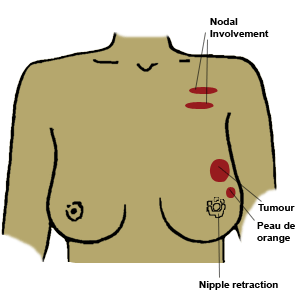 Nodal
Involvement
Tumour
Peau de
orange
Nipple retraction